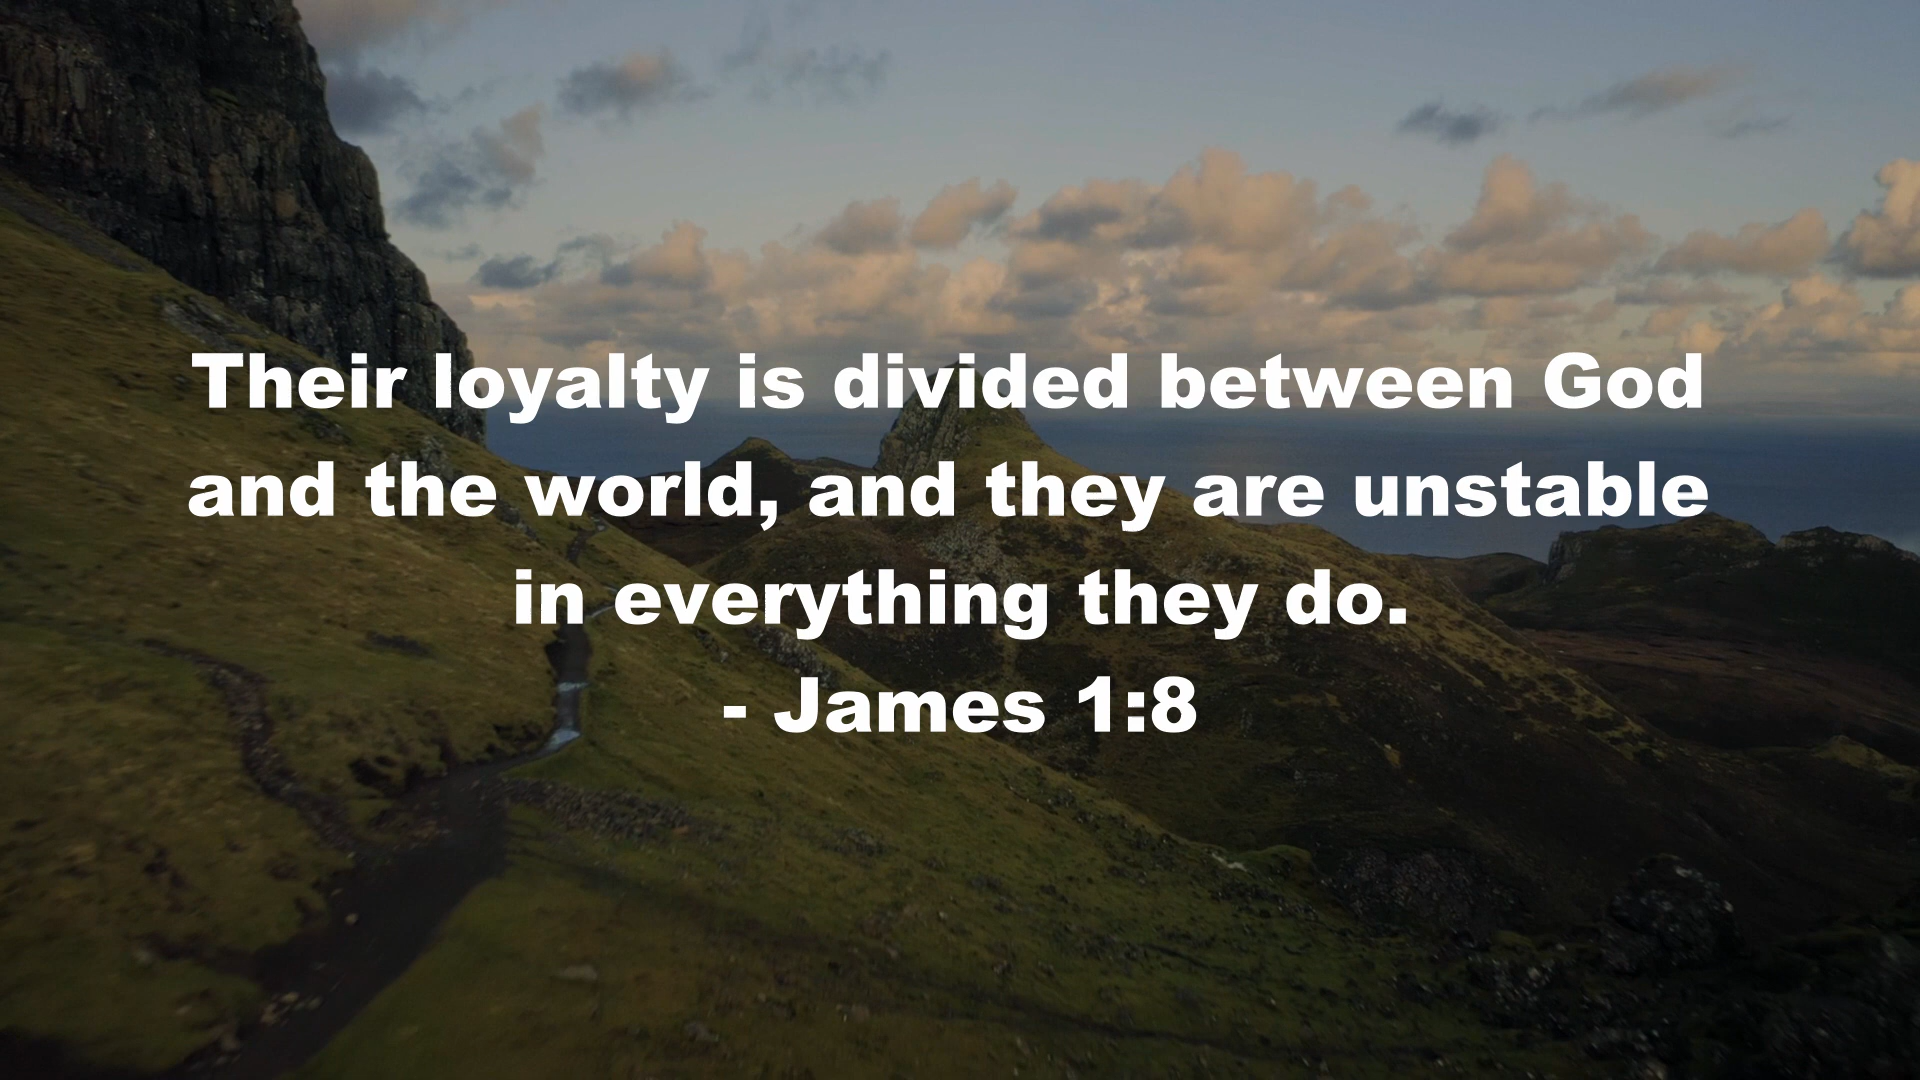 Their loyalty is divided between God
and the world, and they are unstable
in everything they do.
- James 1:8